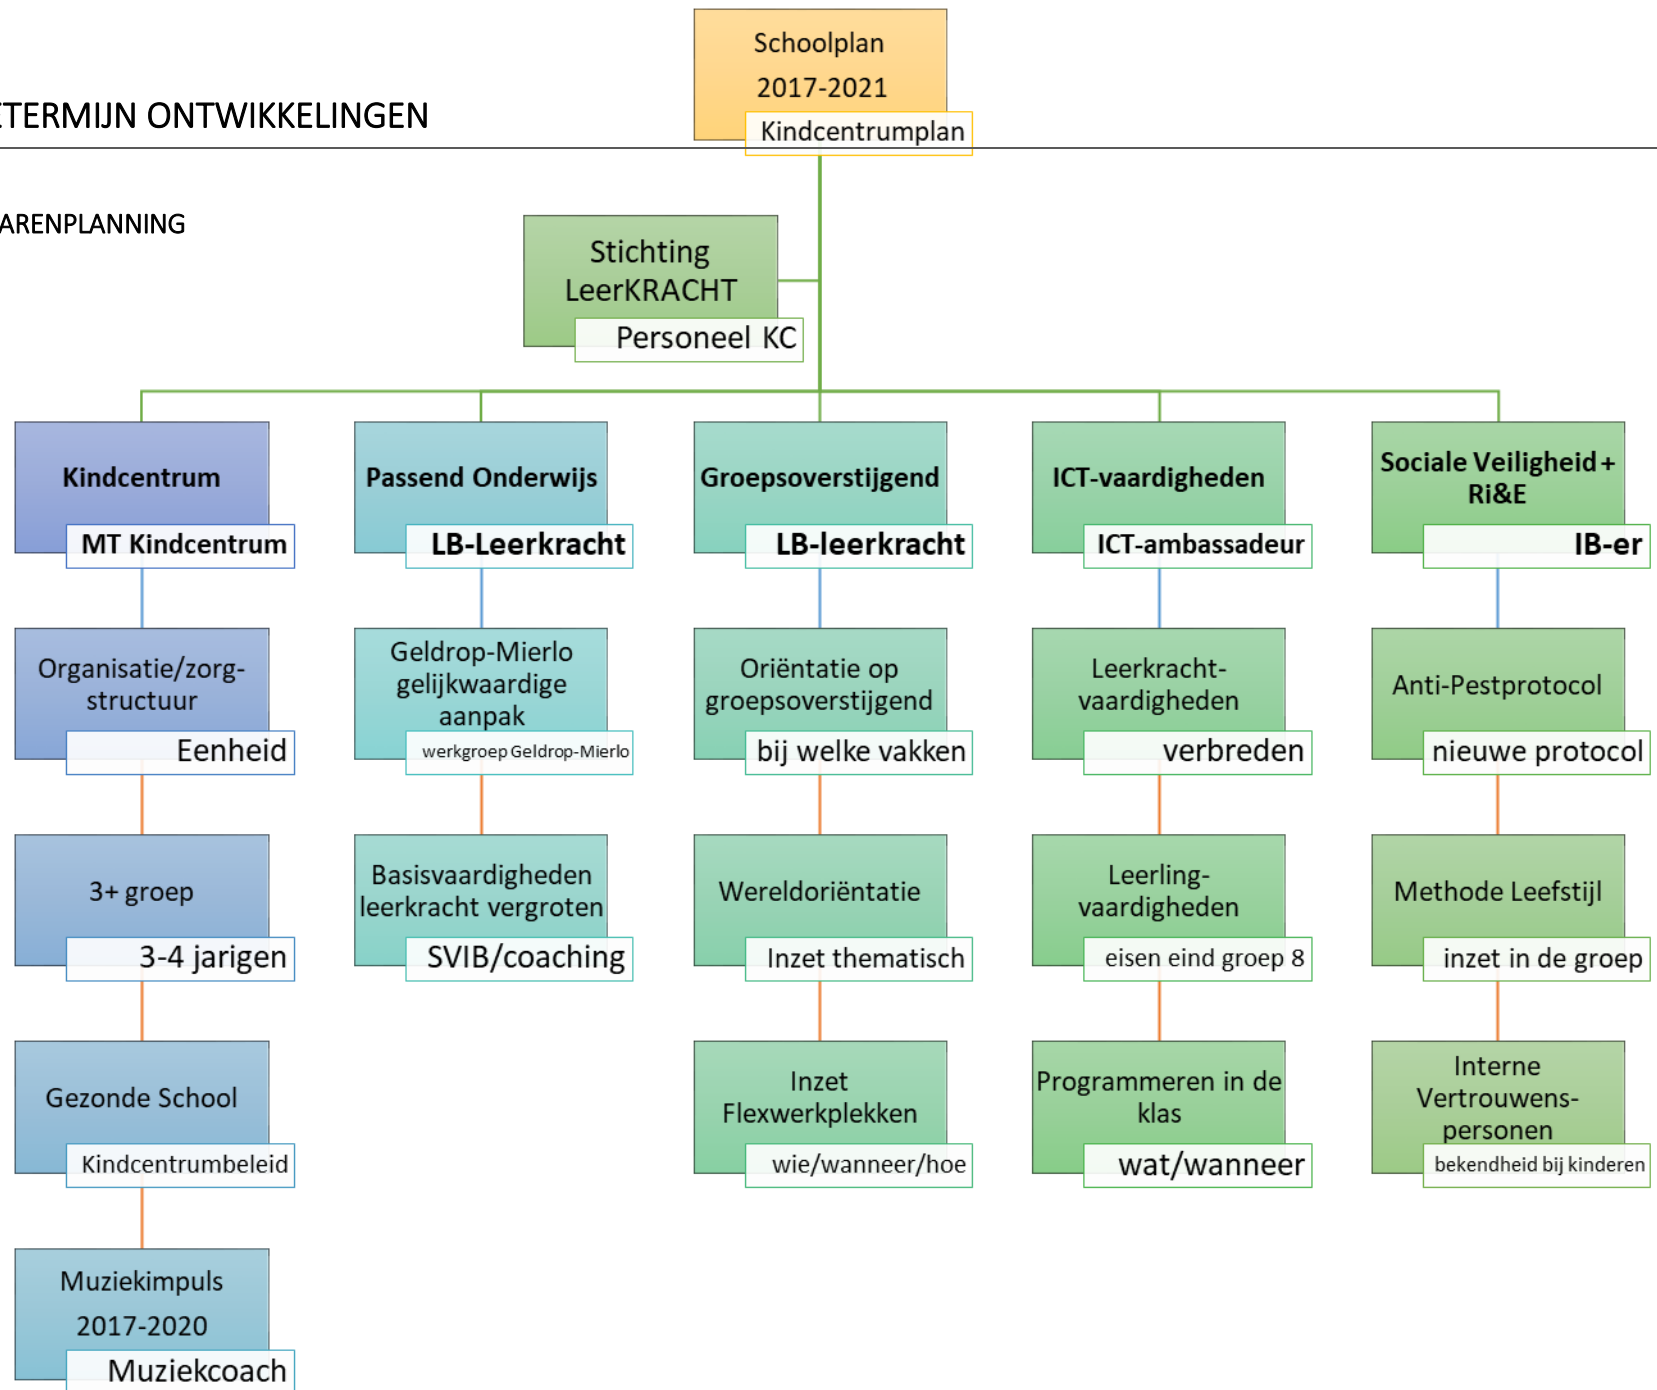 Schoolplan
2017-2021
Kindcentrumplan
ETERMIJN ONTWIKKELINGEN
ARENPLANNING
Stichting
LeerKRACHT
Personeel KC
Kindcentrum
MT Kindcentrum
Organisatie/zorg-
structuur
Eenheid
3+ groep
3-4 jarigen
Gezonde School
Kindcentrumbeleid
Muziekimpuls
2017-2020
Muziekcoach
Passend Onderwijs
LB-Leerkracht
Geldrop-Mierlo
gelijkwaardige
aanpak
werkgroep Geldrop-Mierlo
Basisvaardigheden
leerkracht vergroten
SVIB/coaching
Groepsoverstijgend
LB-leerkracht
Oriëntatie op
groepsoverstijgend
bij welke vakken
Wereldoriëntatie
Inzet thematisch
Inzet
Flexwerkplekken
wie/wanneer/hoe
ICT-vaardigheden
ICT-ambassadeur
Leerkracht-
vaardigheden
verbreden
Leerling-
vaardigheden
eisen eind groep 8
Programmeren in de
klas
wat/wanneer
Sociale Veiligheid +
Ri&E
IB-er
Anti-Pestprotocol
nieuwe protocol
Methode Leefstijl
inzet in de groep
Interne
Vertrouwens-
personen
bekendheid bij kinderen